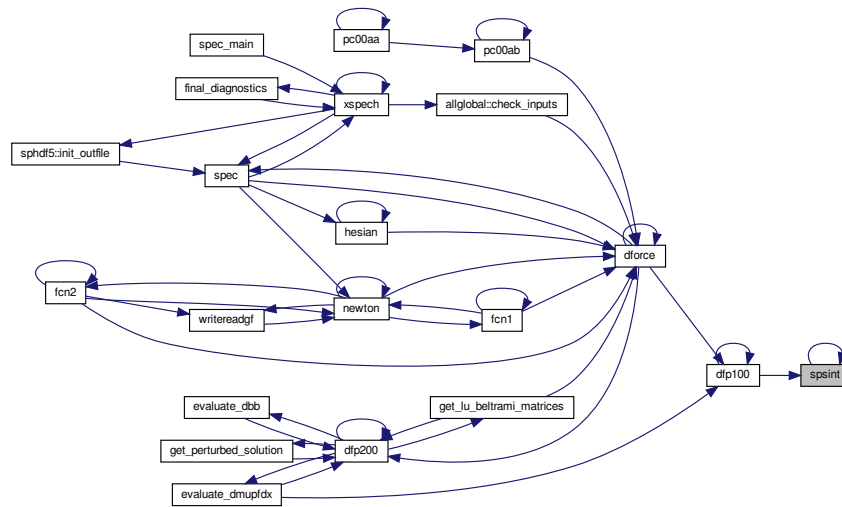 spec_main
pc00aa
pc00ab
final_diagnostics
xspech
allglobal::check_inputs
sphdf5::init_outfile
spec
hesian
dforce
fcn2
newton
writereadgf
fcn1
dfp100
spsint
evaluate_dbb
get_lu_beltrami_matrices
get_perturbed_solution
dfp200
evaluate_dmupfdx